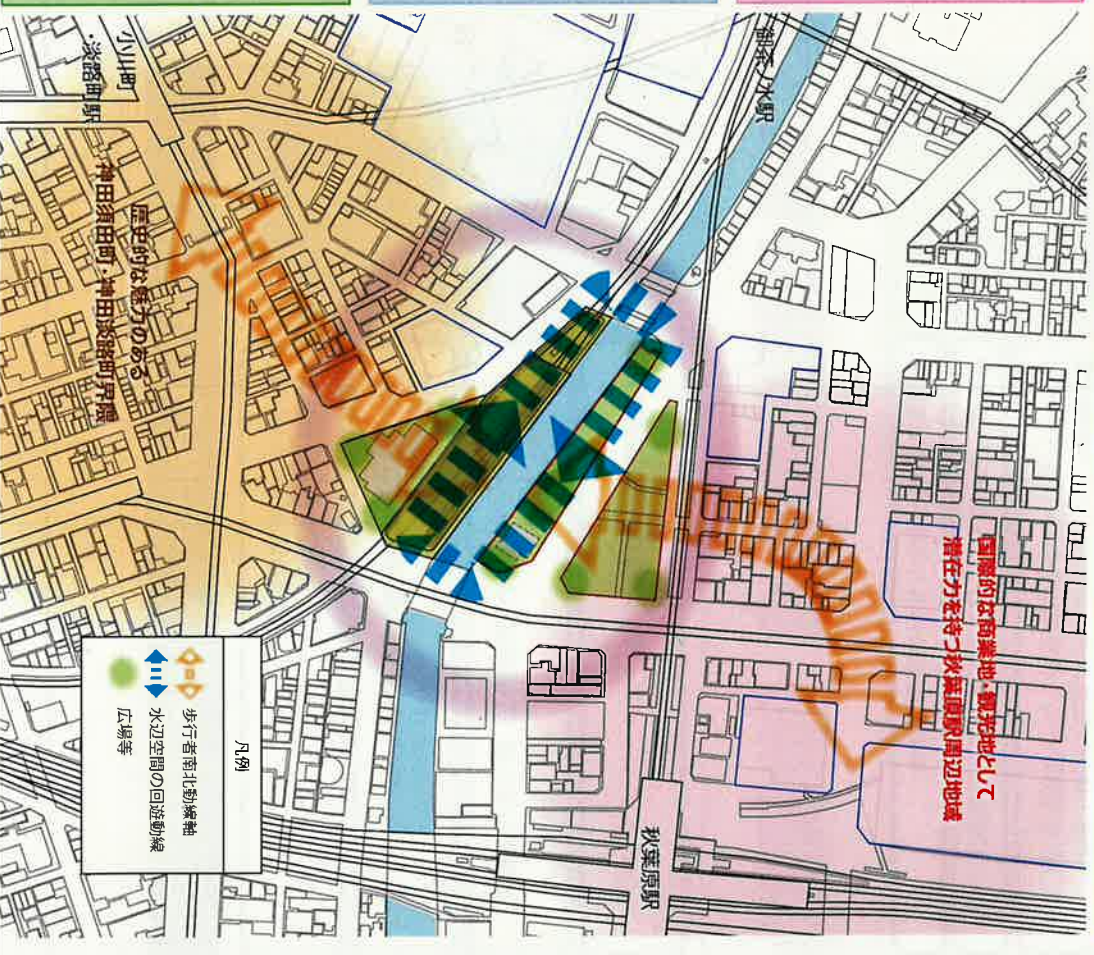 国際的な商業地・観光地として
潜在力を持つ秋葉原駅周辺地域
御茶ノ水駅
秋葉原駅
小川町
・淡路町駅
歴史的な魅力のある
神田須田町・神田淡路町界隈
凡例
歩行者南北動線軸
水辺空間の回遊動線
広場等